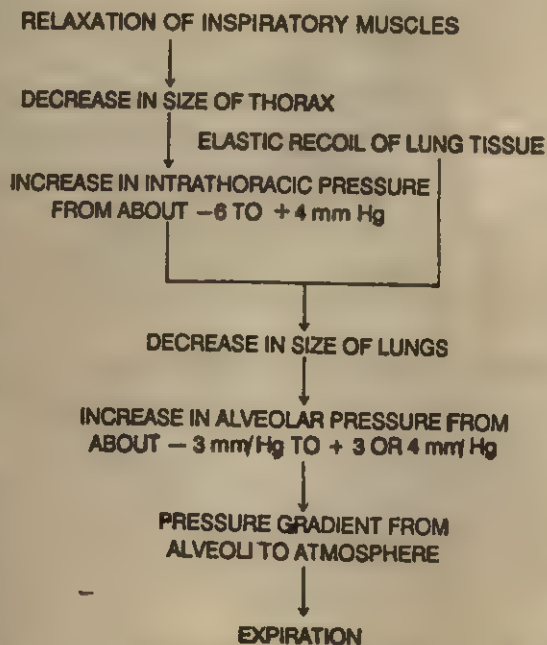 RELAXATION OF INSPIRATORY MUSCLES
DECREASE IN SIZE OF THORAX
ELASTIC RECOIL OF LUNG TISSUE
INCREASE IN INTRATHORACIC PRESSURE
FROM ABOUT −6 TO +4 mm Hg
DECREASE IN SIZE OF LUNGS
INCREASE IN ALVEOLAR PRESSURE FROM
ABOUT − 3 mm/Hg TO + 3 OR 4 mm/Hg
PRESSURE GRADIENT FROM
ALVEOLI TO ATMOSPHERE
EXPIRATION